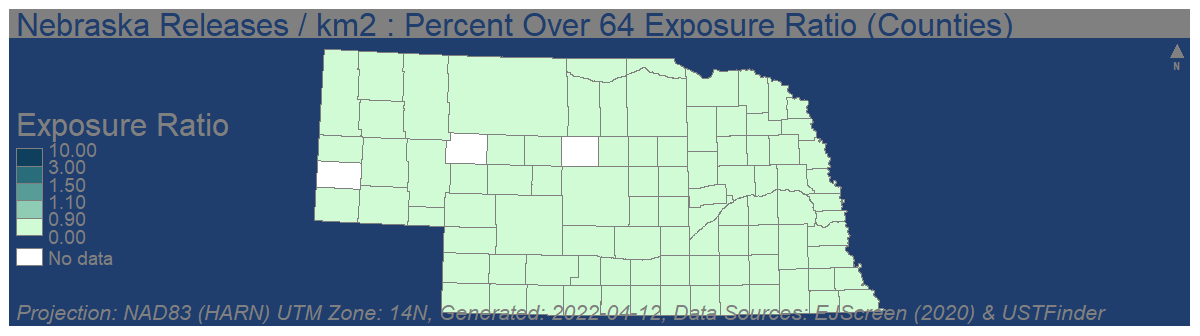 Nebraska Releases / km2 : Percent Over 64 Exposure Ratio (Counties)
N
Exposure Ratio
10.00
3.00
1.50
1.10
0.90
0.00
No data
Projection: NAD83 (HARN) UTM Zone: 14N, Generated: 2022-04-12, Data Sources: EJScreen (2020) & USTFinder